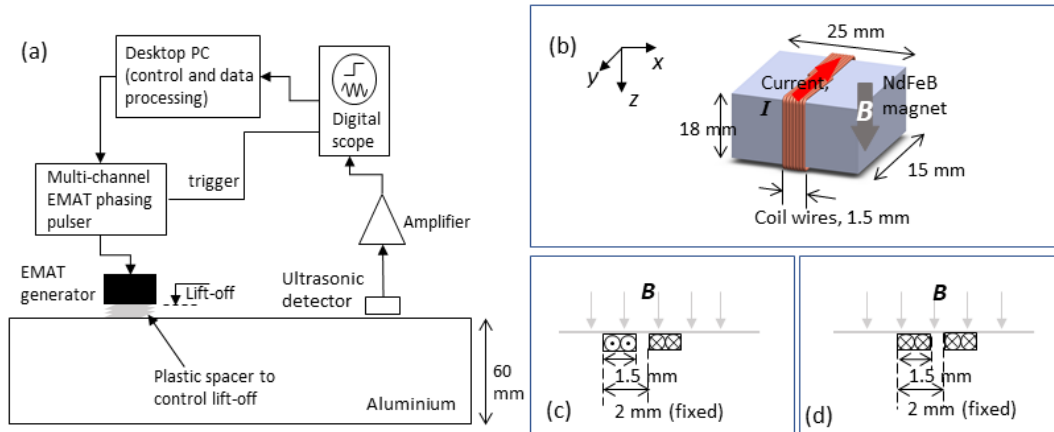 (a)
Desktop PC
(control and data
processing)
Digital
scope
Multi-channel
EMAT phasing
pulser
trigger
Amplifier
EMAT
generator
Lift-off
Ultrasonic
detector
Plastic spacer to
control lift-off
Aluminium
60
mm
(b)
x
y
z
25 mm
Current,
I
NdFeB
magnet
B
18 mm
15 mm
Coil wires, 1.5 mm
B
1.5 mm
2 mm (fixed)
(c)
B
1.5 mm
2 mm (fixed)
(d)